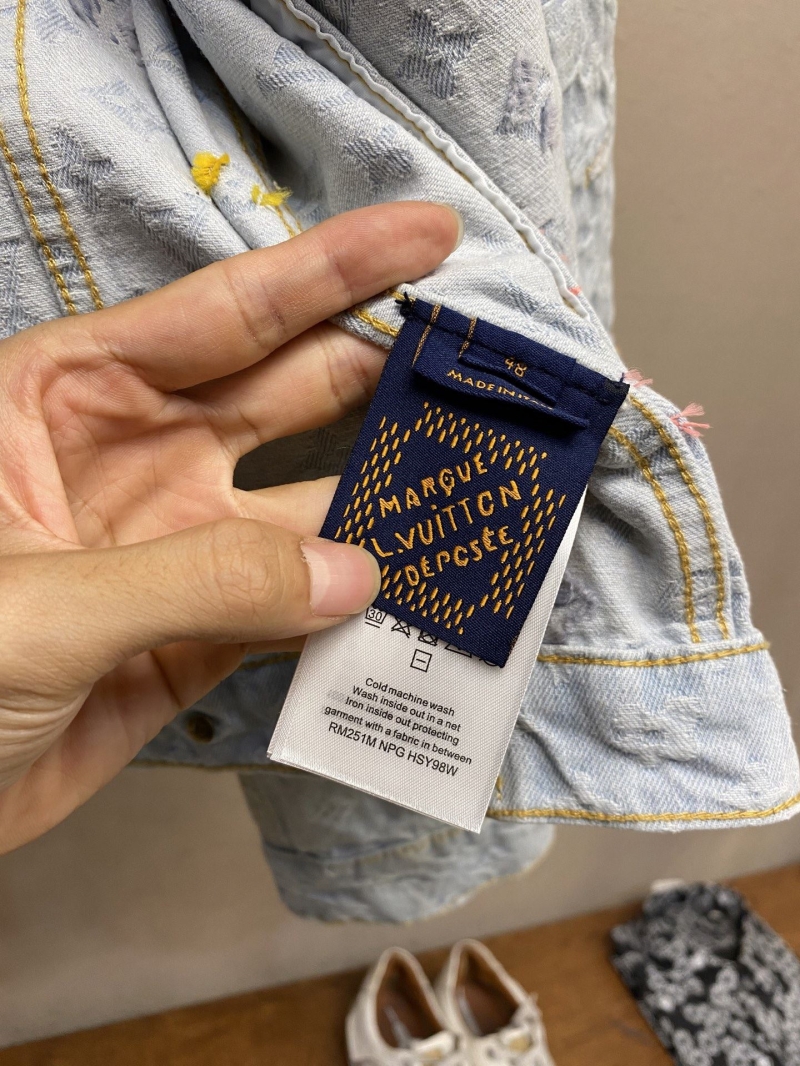 48
MADE IN
MARQUE
L.VUITTON
DÉPOSÉE
30
Cold machine wash
Wash inside out in a net
Iron inside out protecting
garment with a fabric in between
RM251M NPG HSY98W